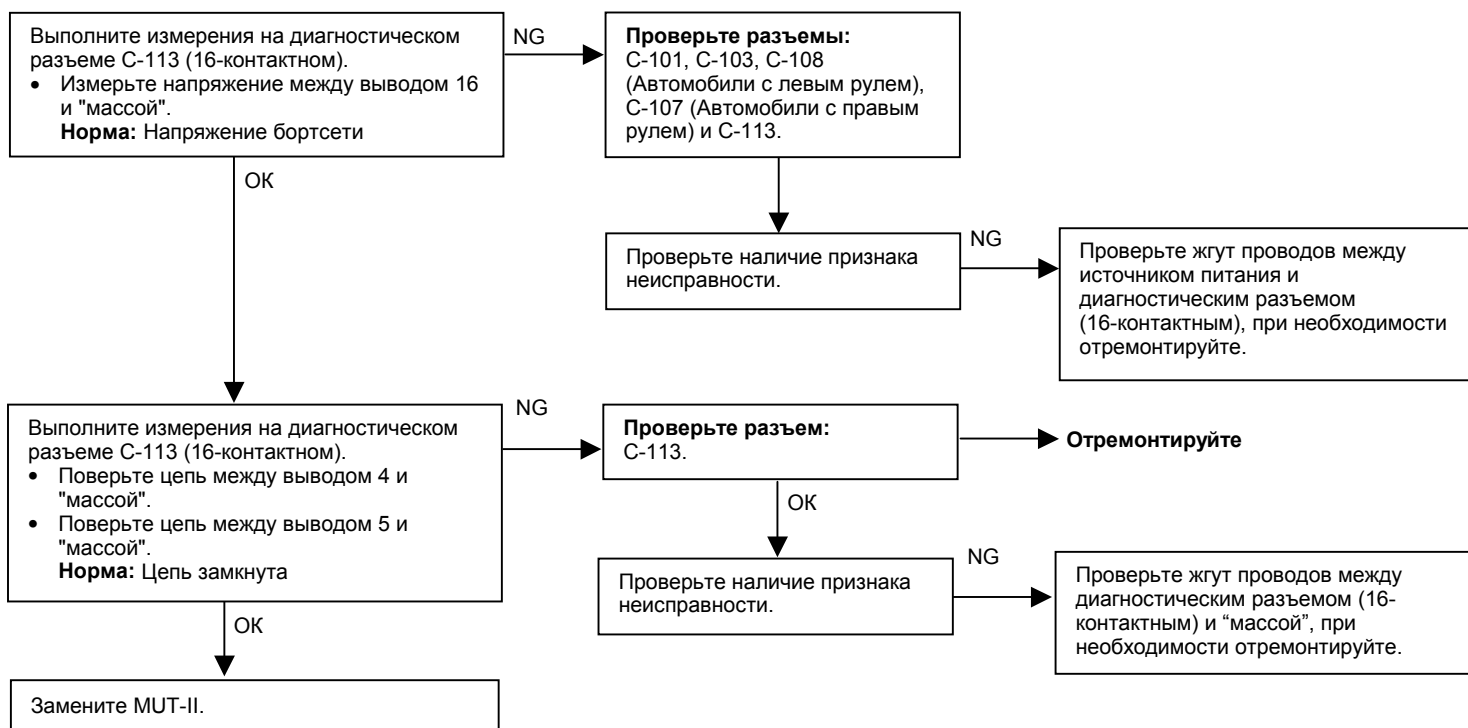 Выполните измерения на диагностическом
разъеме С-113 (16-контактном).
• Измерьте напряжение между выводом 16
и "массой".
Норма: Напряжение бортсети
NG
Проверьте разъемы:
С-101, С-103, С-108
(Автомобили с левым рулем),
С-107 (Автомобили с правым
рулем) и С-113.
ОК
Проверьте наличие признака
неисправности.
NG
Проверьте жгут проводов между
источником питания и
диагностическим разъемом
(16-контактным), при необходимости
отремонтируйте.
Выполните измерения на диагностическом
разъеме С-113 (16-контактном).
• Поверьте цепь между выводом 4 и
"массой".
• Поверьте цепь между выводом 5 и
"массой".
Норма: Цепь замкнута
NG
Проверьте разъем:
С-113.
Отремонтируйте
ОК
Проверьте наличие признака
неисправности.
NG
Проверьте жгут проводов между
диагностическим разъемом (16-
контактным) и “массой”, при
необходимости отремонтируйте.
ОК
Замените MUT-II.